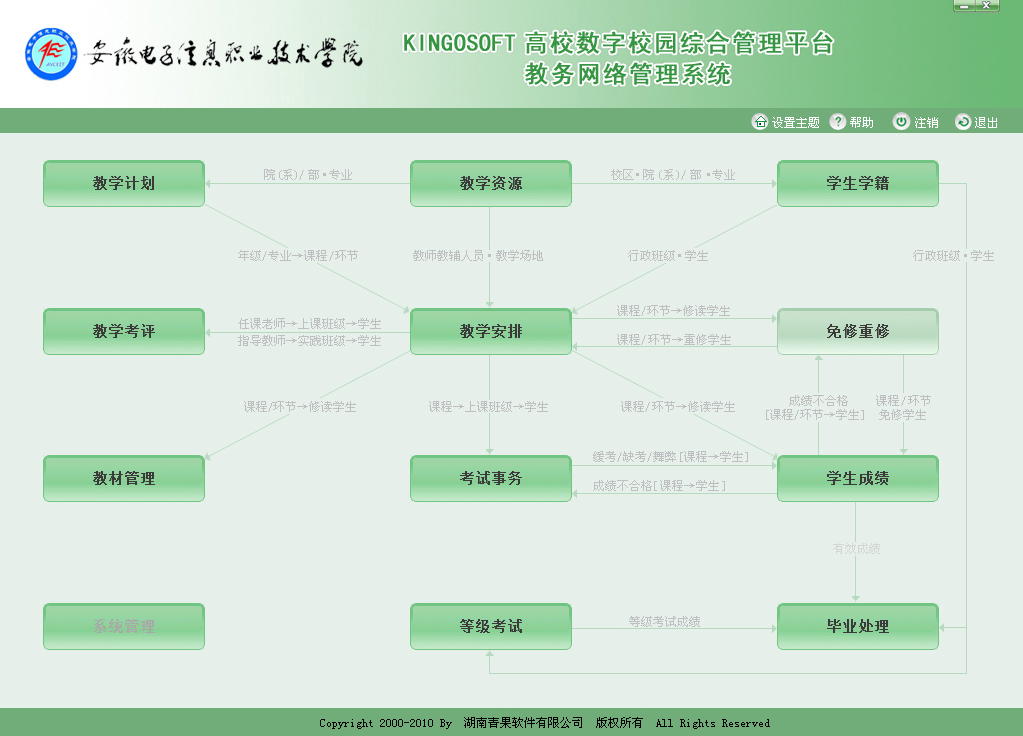 安徽电子信息职业技术学院
KINGOSOFT 高校数字校园综合管理平台
教务网络管理系统
设置主题 帮助 注销 退出
教学计划
院(系)/部·专业
教学资源
校区·院(系)/部·专业
学生学籍
年级/专业→课程/环节
教师教辅人员·教学场地
行政班级·学生
行政班级·学生
教学考评
任课老师→上课班级→学生
指导教师→实践班级→学生
教学安排
课程/环节→修读学生
课程/环节→重修学生
免修重修
课程/环节→修读学生
课程→上课班级→学生
课程/环节→修读学生
成绩不合格
[课程/环节→学生]
课程/环节
免修学生
教材管理
考试事务
缓考/缺考/舞弊[课程→学生]
成绩不合格[课程→学生]
学生成绩
有效成绩
系统管理
等级考试
等级考试成绩
毕业处理
Copyright 2000-2010 By 湖南青果软件有限公司 版权所有 All Rights Reserved